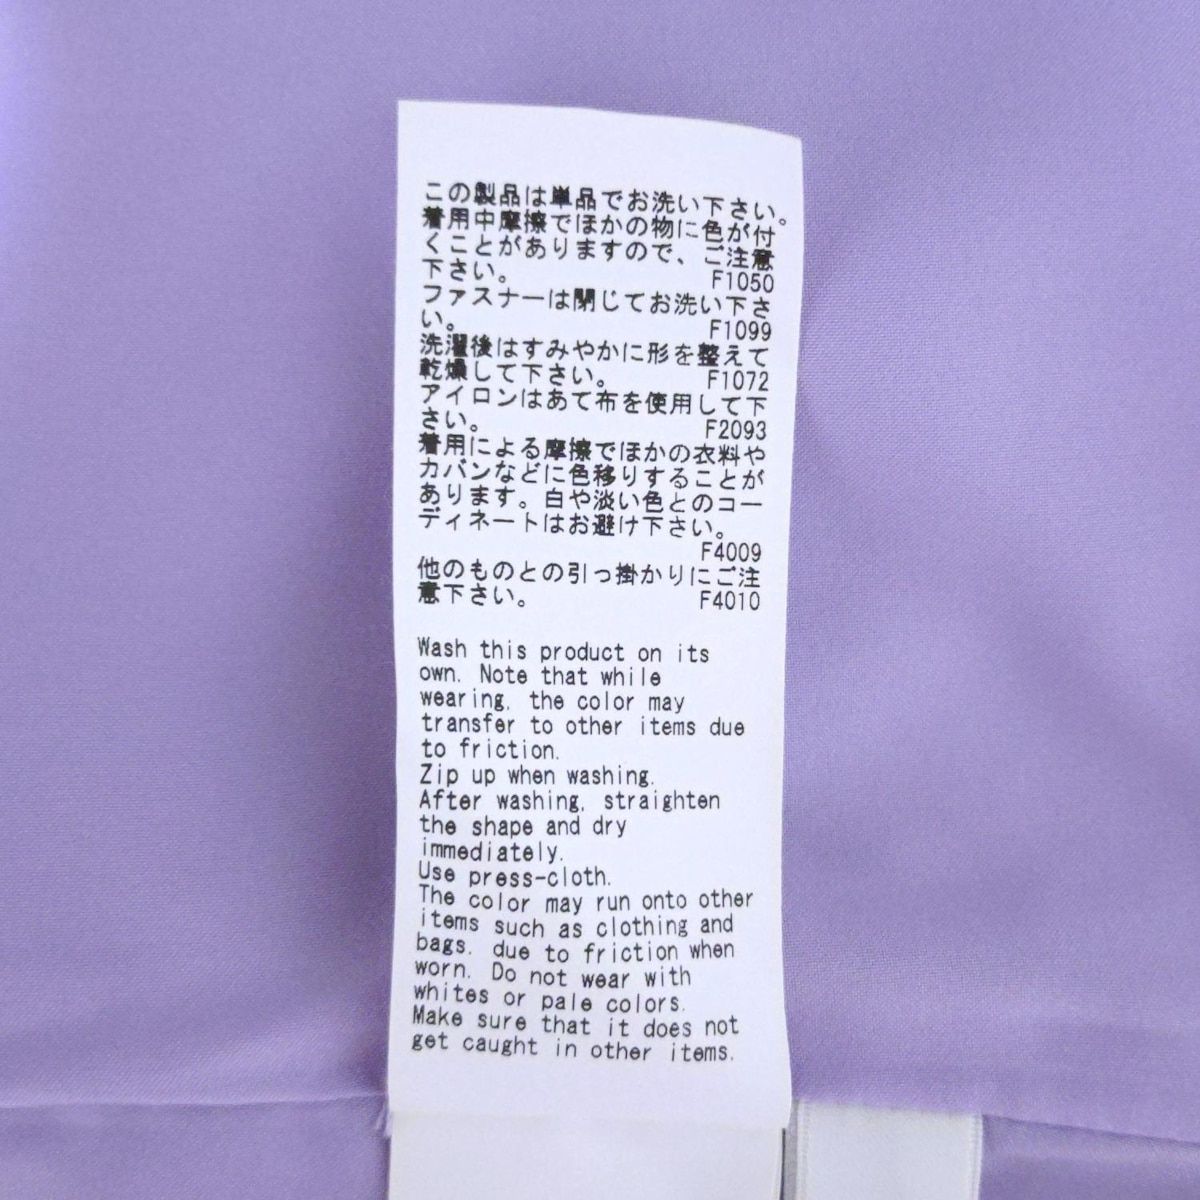 この製品は単品でお洗い下さい。
着用中摩擦でほかの物に色が付
くことがありますので、ご注意
下さい。 F1050
ファスナーは閉じてお洗い下さ
い。 F1099
洗濯後はすみやかに形を整えて
乾燥して下さい。 F1072
アイロンはあて布を使用して下
さい。 F2093
着用による摩擦でほかの衣料や
カバンなどに色移りすることが
あります。白や淡い色とのコー
ディネートはお避け下さい。
F4009
他のものとの引っ掛かりにご注
意下さい。 F4010
Wash this product on its
own. Note that while
wearing, the color may
transfer to other items due
to friction.
Zip up when washing.
After washing, straighten
the shape and dry
immediately.
Use press-cloth.
The color may run onto other
items such as clothing and
bags. due to friction when
worn. Do not wear with
whites or pale colors.
Make sure that it does not
get caught in other items.